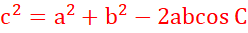 c² = a² + b² − 2abcos C